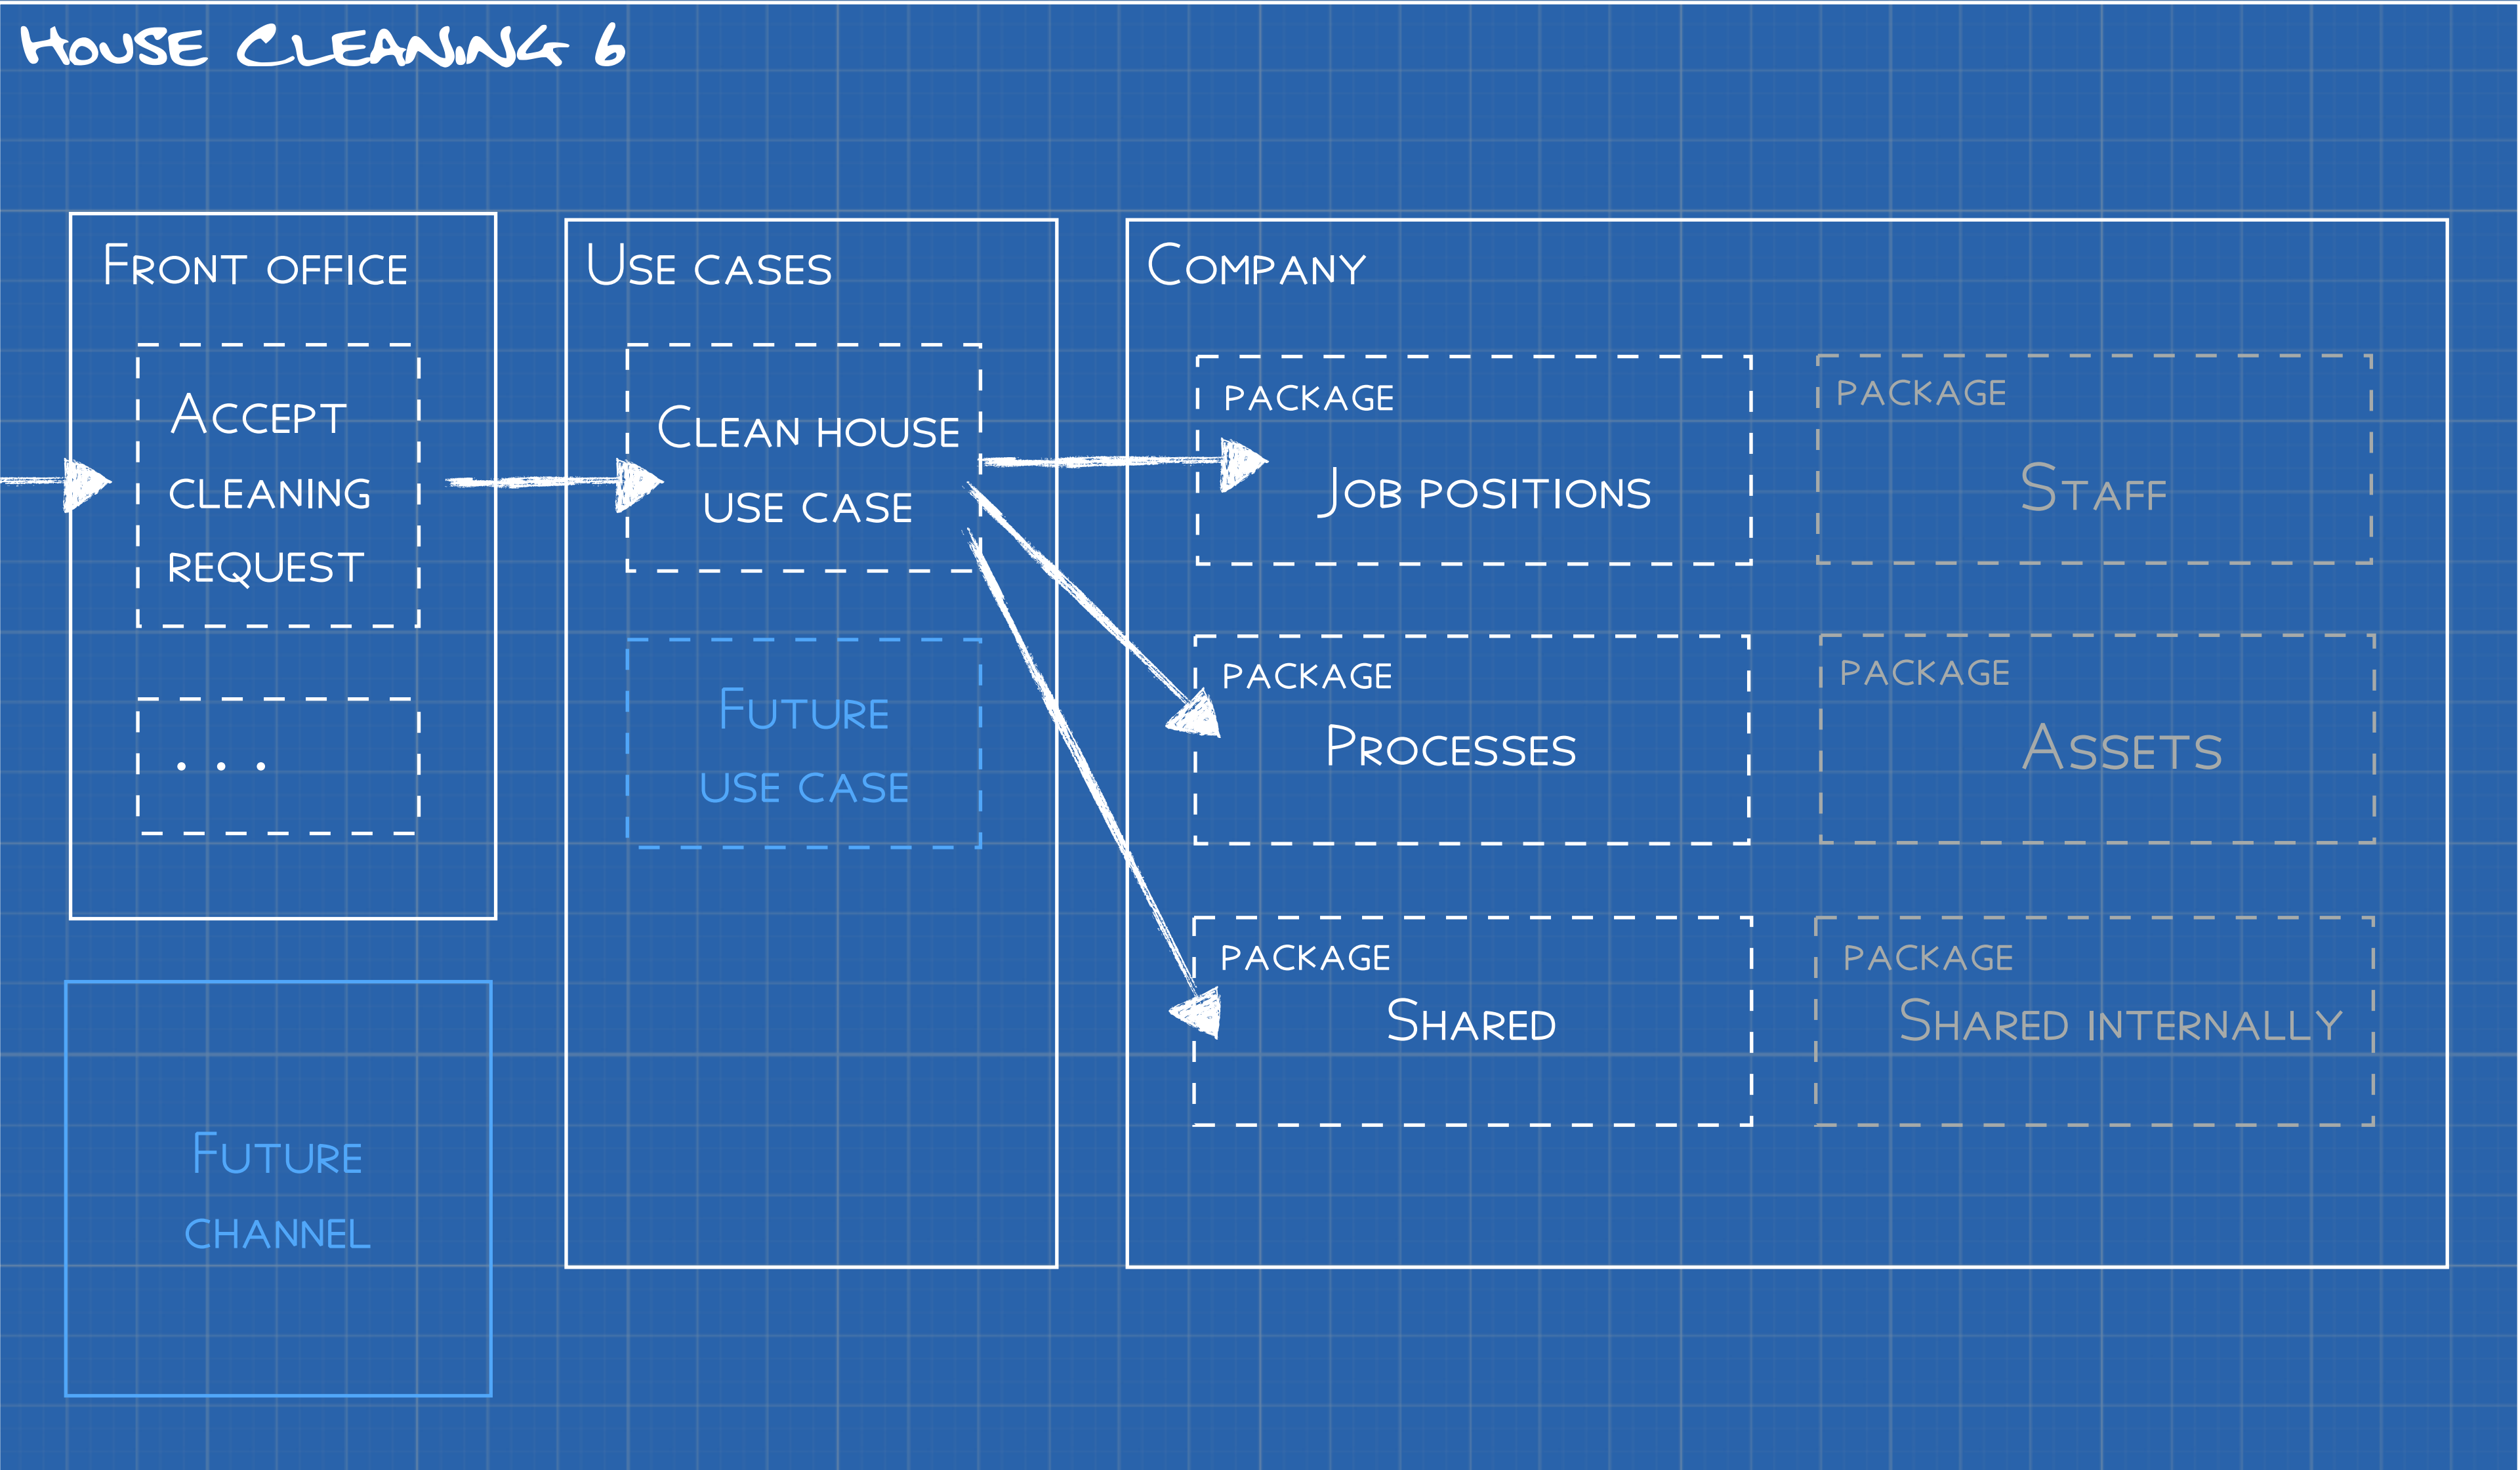 House Cleaning 6
Front office
Accept
cleaning
request
. . .
Future
channel
Use cases
Clean house
use case
Future
use case
Company
package
Job positions
package
Staff
package
Processes
package
Assets
package
Shared
package
Shared internally